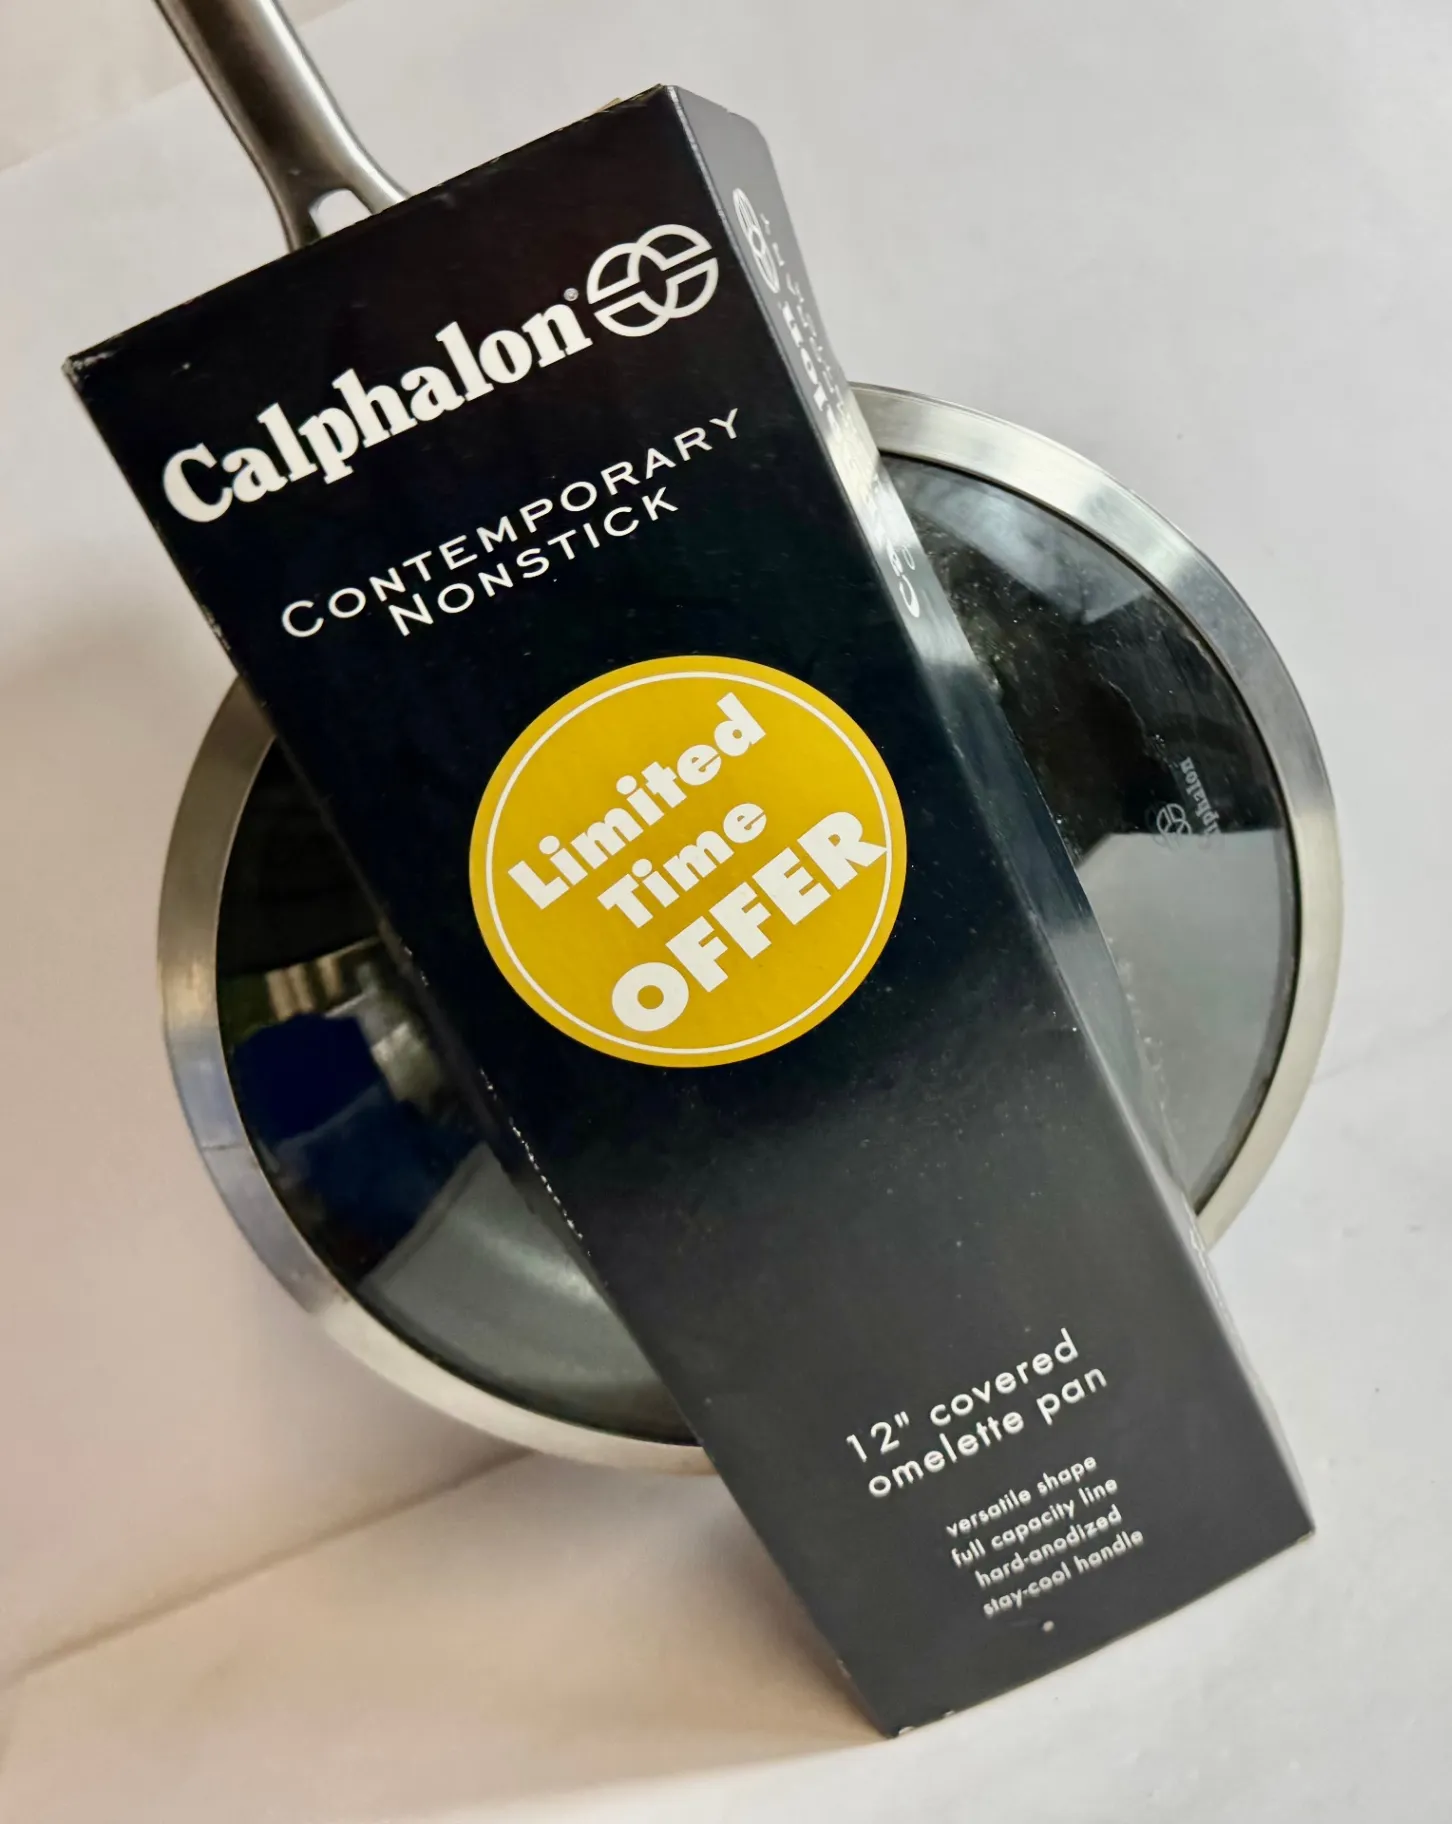 Calphalon®
CONTEMPORARY
NONSTICK
Limited
Time
OFFER
12" covered
omelette pan
versatile shape
full capacity line
hard-anodized
stay-cool handle
Calphalon